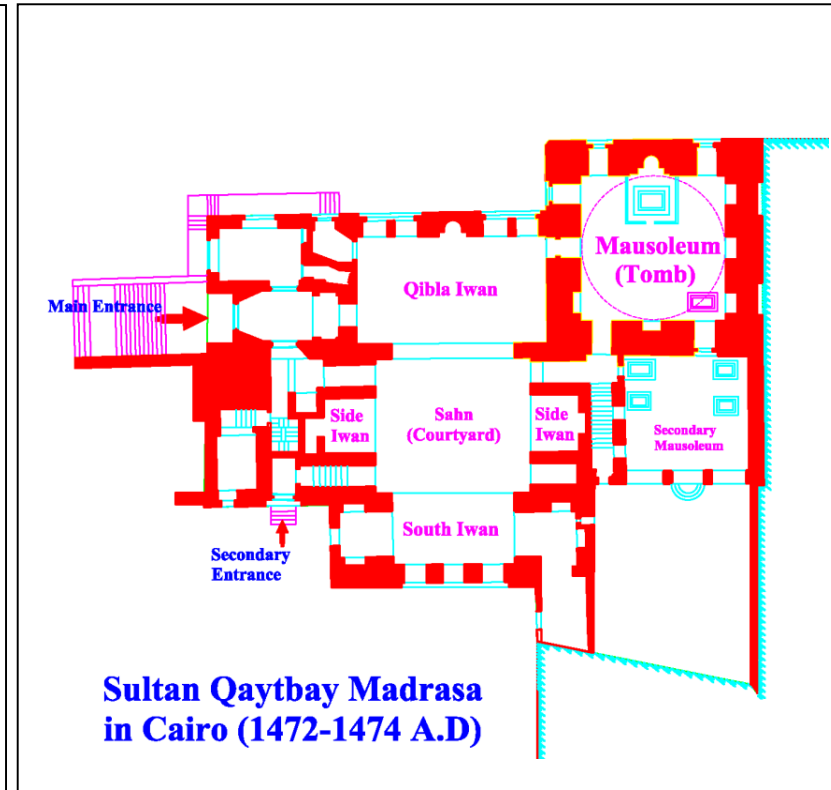 Mausoleum
(Tomb)
Qibla Iwan
Main Entrance
Side
Iwan
Sahn
(Courtyard)
Side
Iwan
Secondary
Mausoleum
South Iwan
Secondary
Entrance
Sultan Qaytbay Madrasa
in Cairo (1472-1474 A.D)